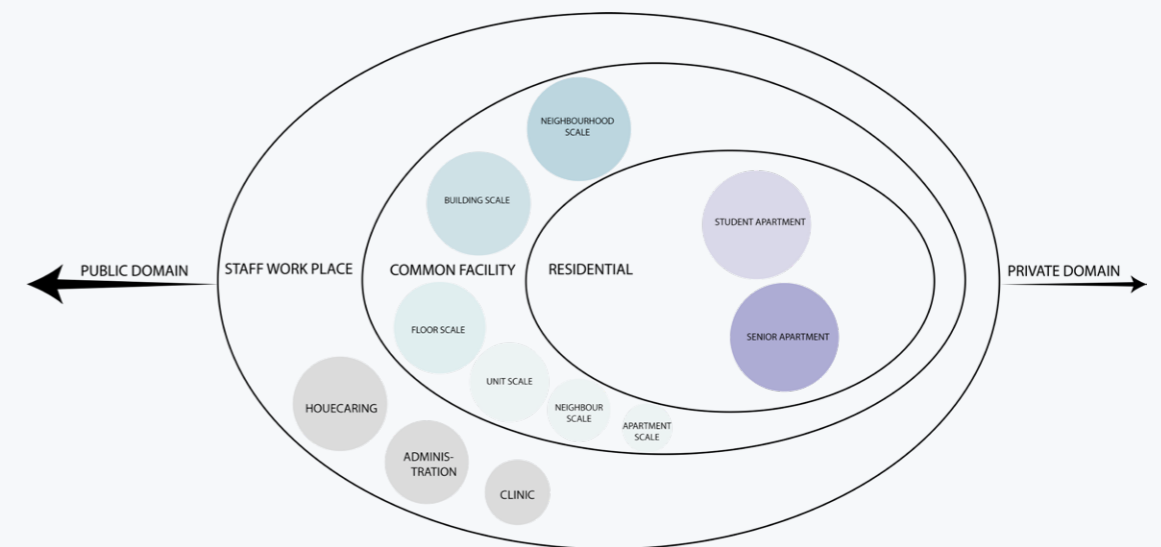 NEIGHBOURHOOD
SCALE
BUILDING SCALE
STUDENT APARTMENT
PUBLIC DOMAIN
STAFF WORK PLACE
COMMON FACILITY
RESIDENTIAL
PRIVATE DOMAIN
FLOOR SCALE
SENIOR APARTMENT
UNIT SCALE
HOUECARING
NEIGHBOUR
SCALE
APARTMENT
SCALE
ADMINIS-
TRATION
CLINIC